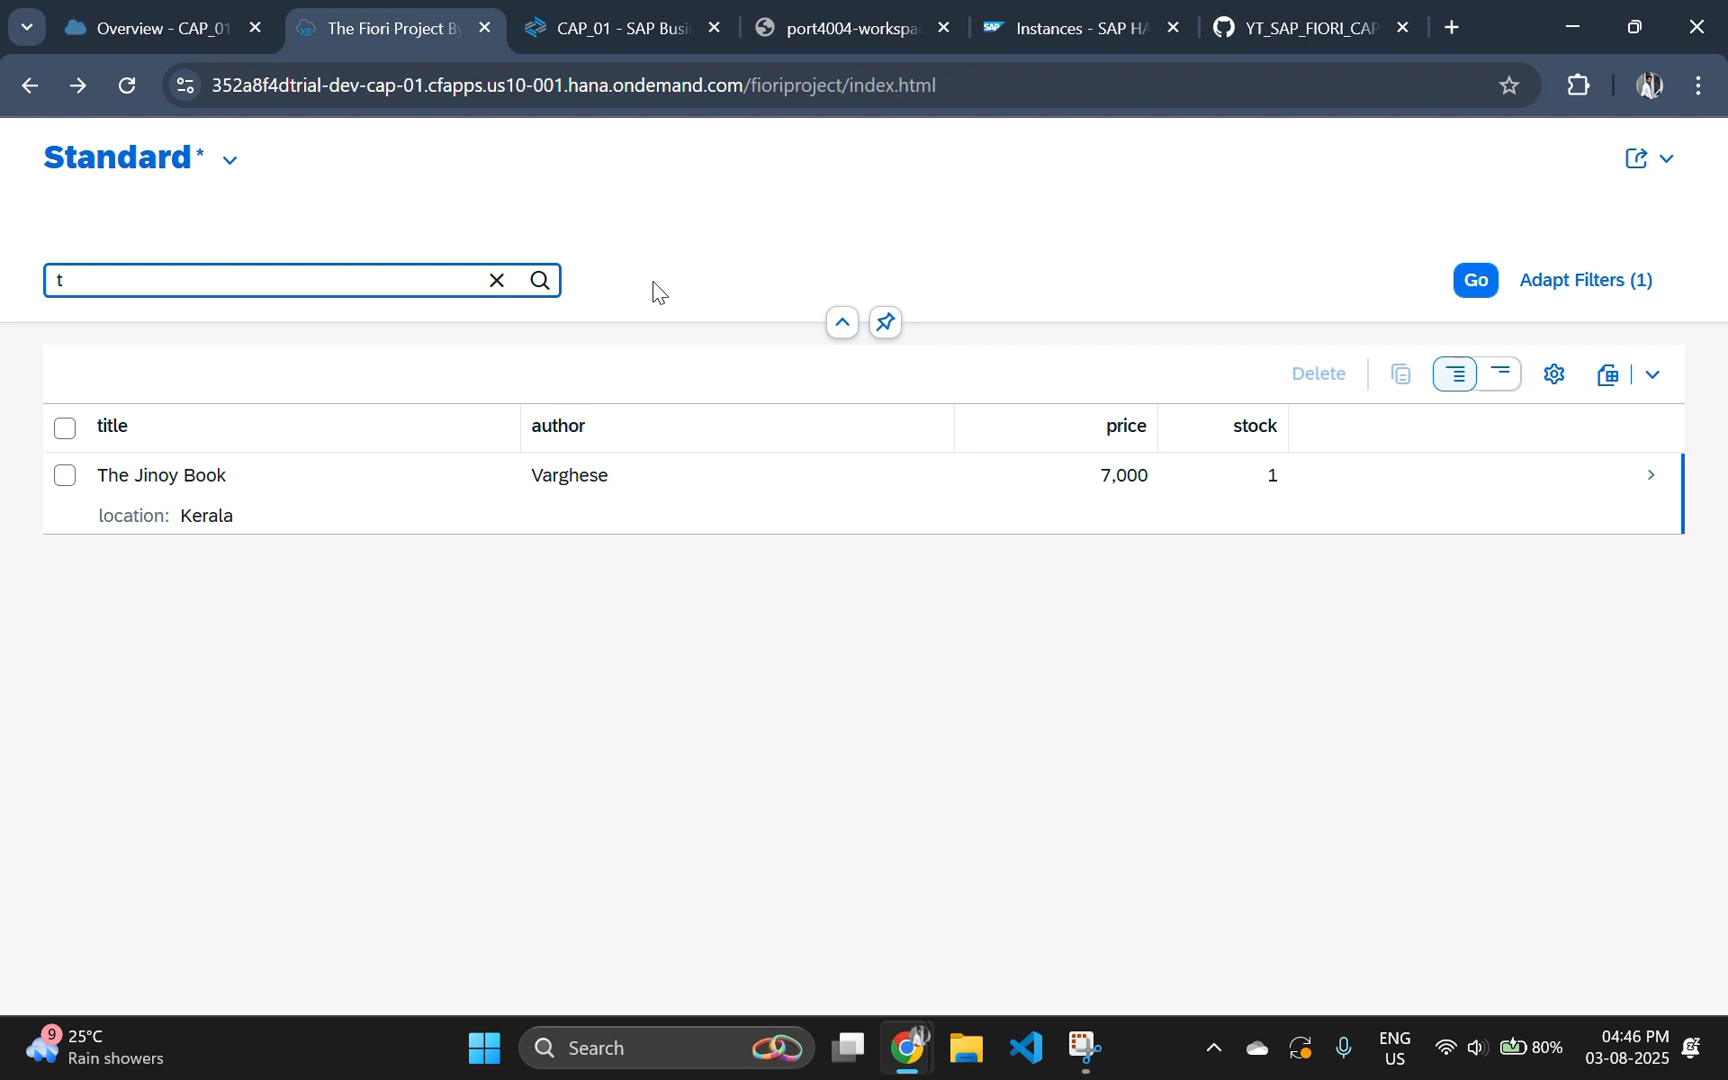 Overview - CAP_01
The Fiori Project By
CAP_01 - SAP Busi
port4004-workspa
Instances - SAP HA
YT_SAP_FIORI_CAP
352a8f4dtrial-dev-cap-01.cfapps.us10-001.hana.ondemand.com/fioriproject/index.html
Standard*
t
Go
Adapt Filters (1)
Delete
title author price stock
The Jinoy Book Varghese 7,000 1
location: Kerala
9
25°C
Rain showers
Search
ENG
US
80%
04:46 PM
03-08-2025